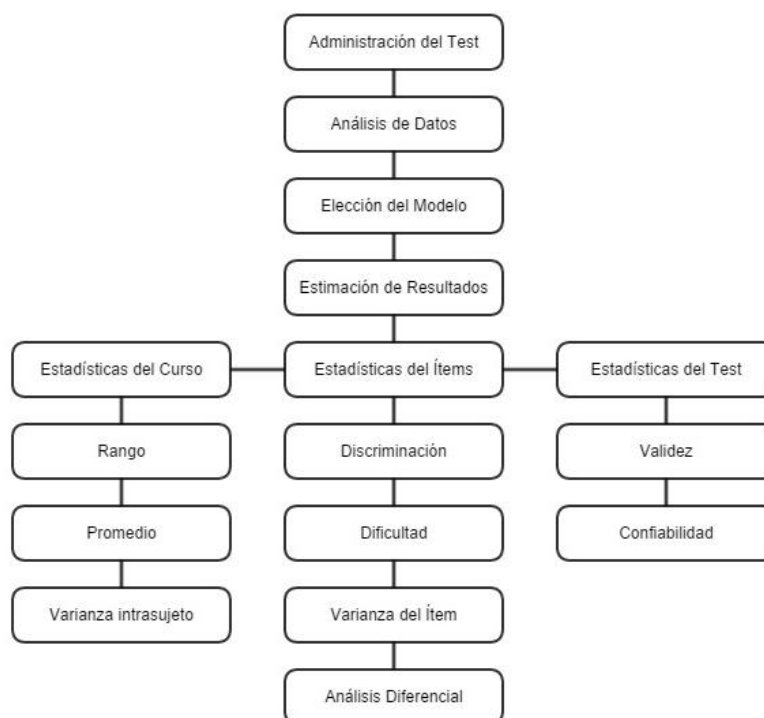 Administración del Test
Análisis de Datos
Elección del Modelo
Estimación de Resultados
Estadísticas del Curso
Estadísticas del Ítems
Estadísticas del Test
Rango
Discriminación
Validez
Promedio
Dificultad
Confiabilidad
Varianza intrasujeto
Varianza del Ítem
Análisis Diferencial